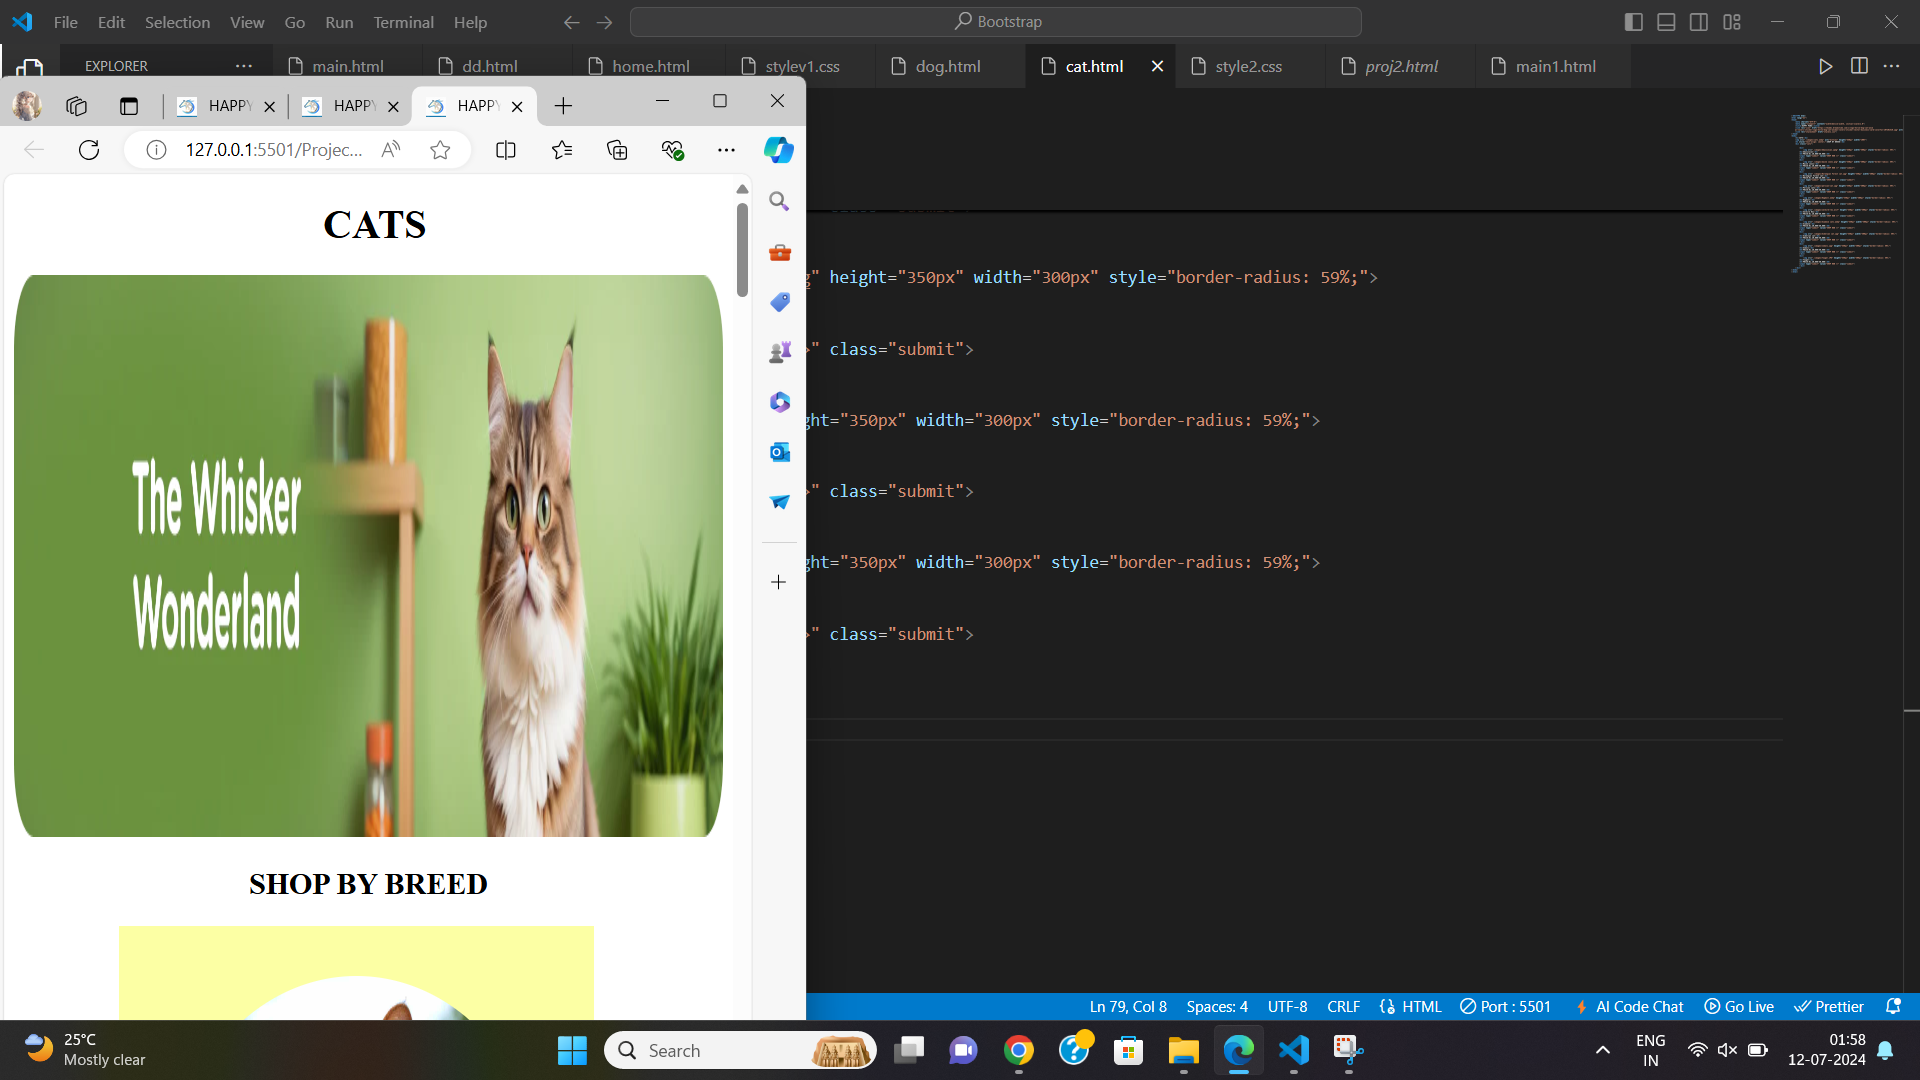 File Edit Selection View Go Run Terminal Help
Bootstrap
EXPLORER
main.html
dd.html
home.html
stylev1.css
dog.html
cat.html
style2.css
proj2.html
main1.html
HAPPY
HAPPY
HAPPY
127.0.0.1:5501/Projec...
CATS
The Whisker
Wonderland
SHOP BY BREED
g" height="350px" width="300px" style="border-radius: 59%;">
>" class="submit">
ght="350px" width="300px" style="border-radius: 59%;">
>" class="submit">
ght="350px" width="300px" style="border-radius: 59%;">
>" class="submit">
Ln 79, Col 8 Spaces: 4 UTF-8 CRLF HTML Port : 5501 AI Code Chat Go Live Prettier
25°C
Mostly clear
Search
ENG
IN
01:58
12-07-2024